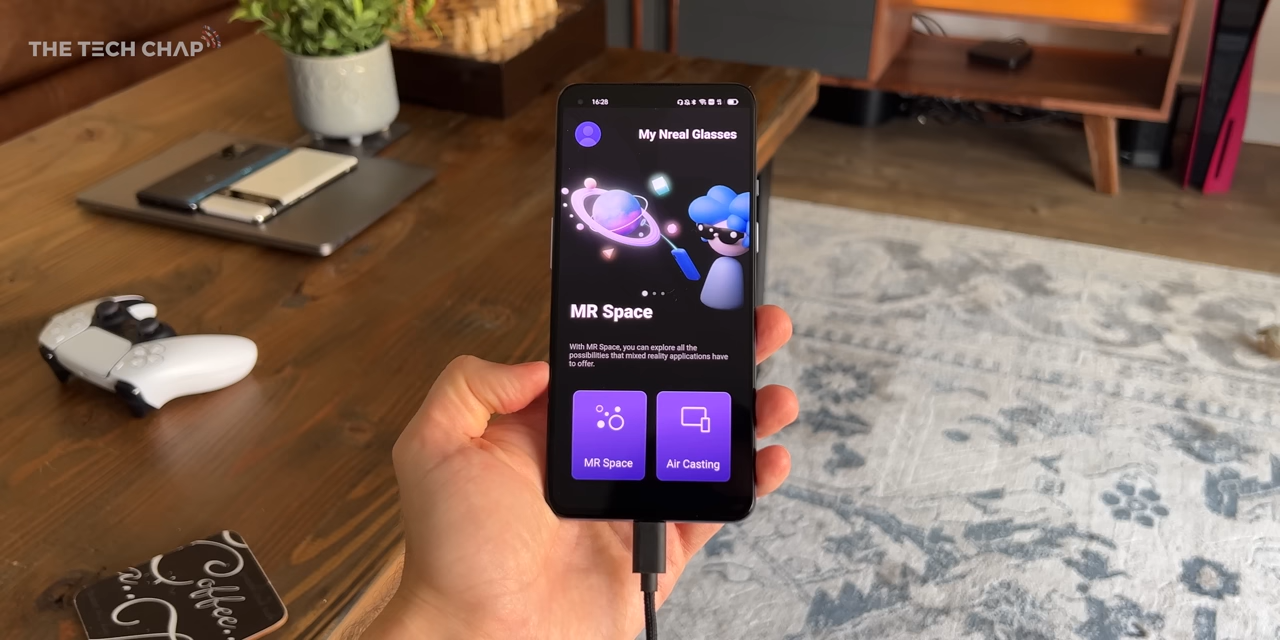 THE TECH CHAP
16:28
My Nreal Glasses
MR Space
With MR Space, you can explore all the
possibilities that mixed reality applications have
to offer.
MR Space
Air Casting
Coffee..